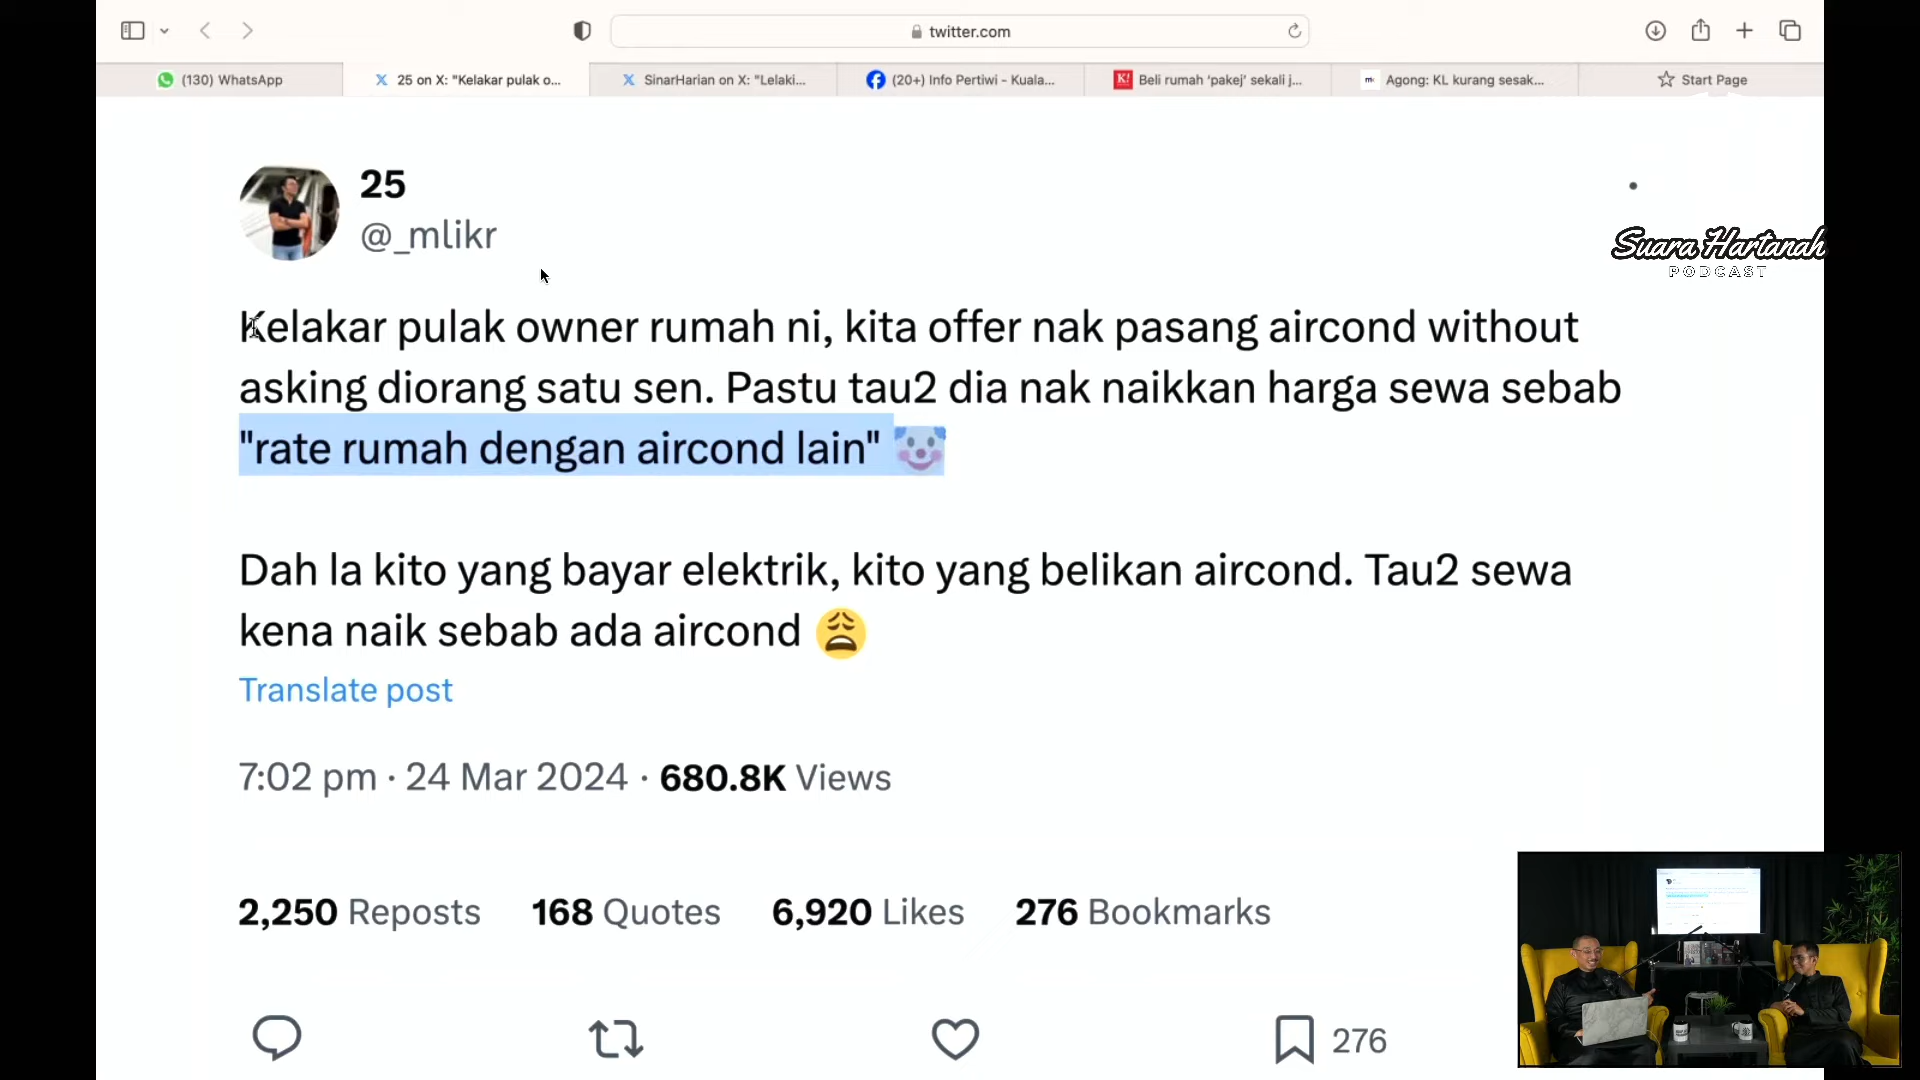 twitter.com
(130) WhatsApp
25 on X: "Kelakar pulak o...
SinarHarian on X: "Lelaki...
(20+) Info Pertiwi - Kuala...
K!
Beli rumah ‘pakej’ sekali j...
mk
Agong: KL kurang sesak...
Start Page
25
@_mlikr
Suara Hartanah
PODCAST
Kelakar pulak owner rumah ni, kita offer nak pasang aircond without
asking diorang satu sen. Pastu tau2 dia nak naikkan harga sewa sebab
"rate rumah dengan aircond lain" 🤡
Dah la kito yang bayar elektrik, kito yang belikan aircond. Tau2 sewa
kena naik sebab ada aircond 😩
Translate post
7:02 pm · 24 Mar 2024 · 680.8K Views
2,250 Reposts 168 Quotes 6,920 Likes 276 Bookmarks
276